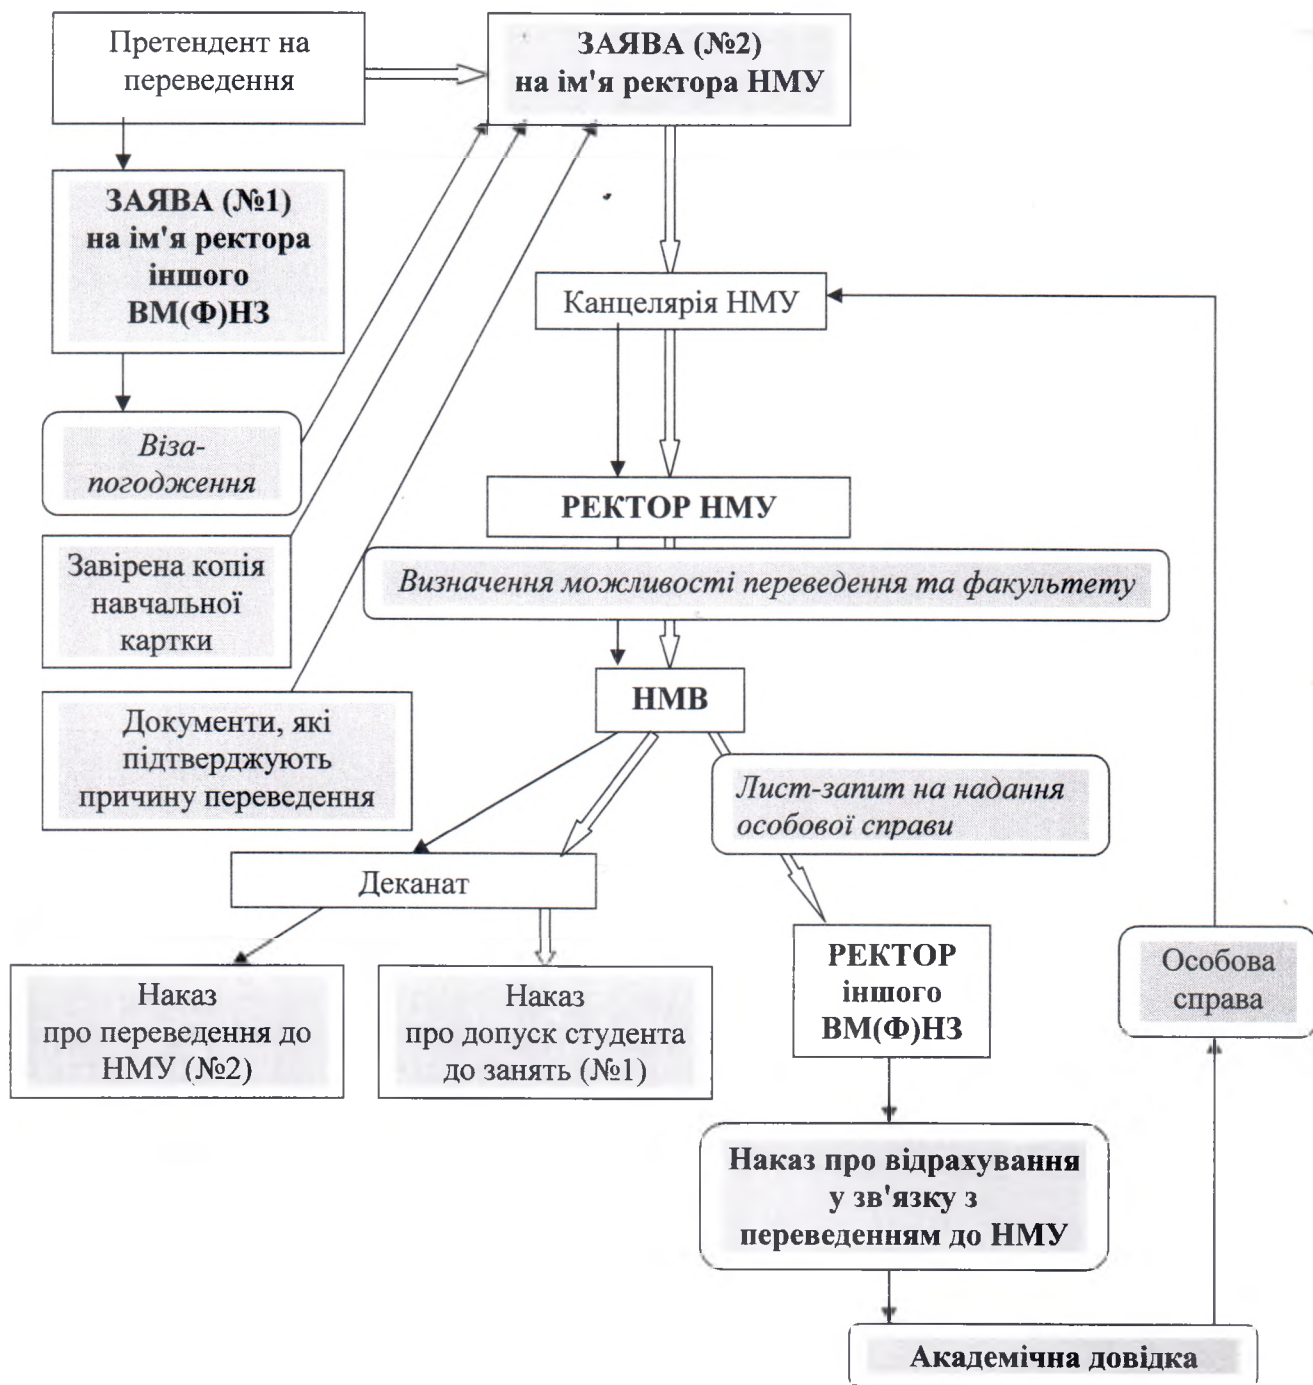 Претендент на
переведення
ЗАЯВА (№2)
на ім'я ректора НМУ
ЗАЯВА (№1)
на ім'я ректора
іншого
ВМ(Ф)НЗ
Канцелярія НМУ
Віза-
погодження
РЕКТОР НМУ
Завірена копія
навчальної
картки
Визначення можливості переведення та факультету
НМВ
Документи, які
підтверджують
причину переведення
Лист-запит на надання
особової справи
Деканат
РЕКТОР
іншого
ВМ(Ф)НЗ
Особова
справа
Наказ
про переведення до
НМУ (№2)
Наказ
про допуск студента
до занять (№1)
Наказ про відрахування
у зв'язку з
переведенням до НМУ
Академічна довідка